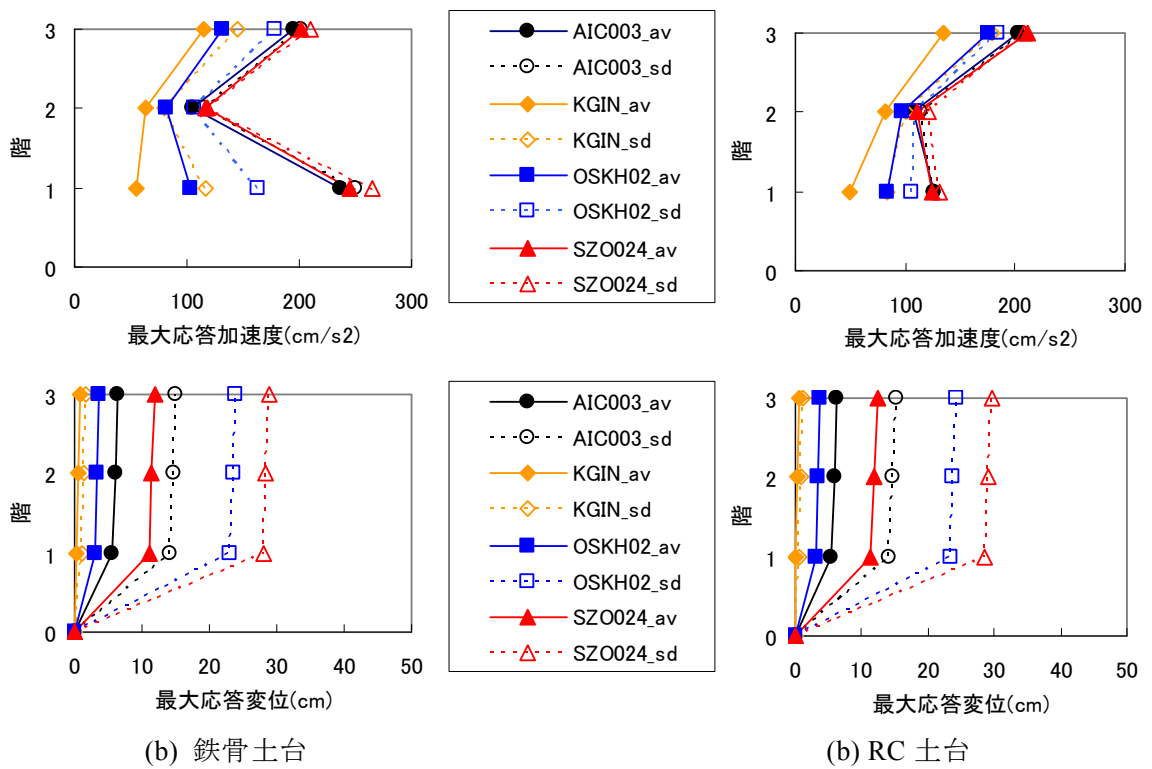 3
2
1
0
階
0
100
200
300
最大応答加速度(cm/s2)
AIC003_av
AIC003_sd
KGIN_av
KGIN_sd
OSKH02_av
OSKH02_sd
SZO024_av
SZO024_sd
3
2
1
0
階
0
100
200
300
最大応答加速度(cm/s2)
3
2
1
0
階
0
10
20
30
40
50
最大応答変位(cm)
AIC003_av
AIC003_sd
KGIN_av
KGIN_sd
OSKH02_av
OSKH02_sd
SZO024_av
SZO024_sd
3
2
1
0
階
0
10
20
30
40
50
最大応答変位(cm)
(b) 鉄骨土台
(b) RC 土台